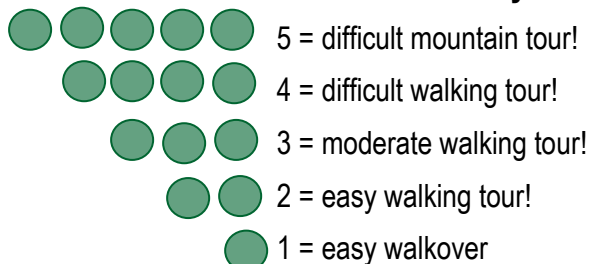 5 = difficult mountain tour!
4 = difficult walking tour!
3 = moderate walking tour!
2 = easy walking tour!
1 = easy walkover